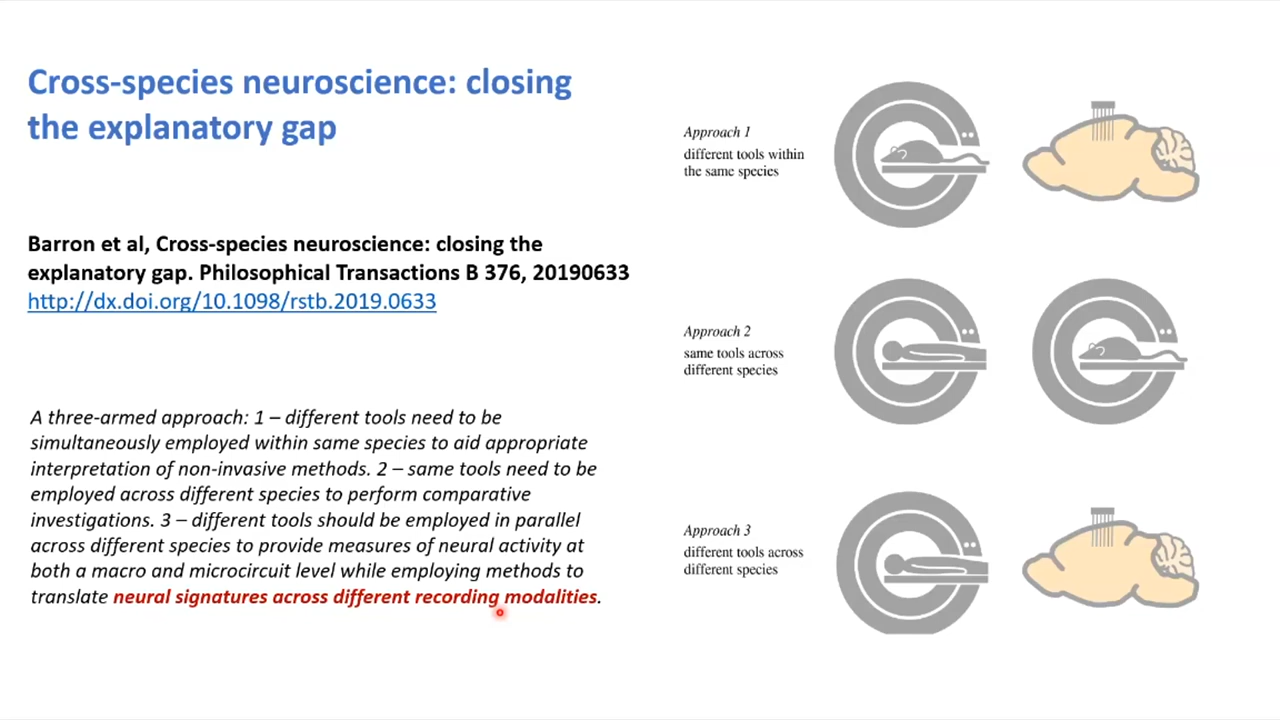 Cross-species neuroscience: closing
the explanatory gap
Barron et al, Cross-species neuroscience: closing the
explanatory gap. Philosophical Transactions B 376, 20190633
http://dx.doi.org/10.1098/rstb.2019.0633
A three-armed approach: 1 – different tools need to be
simultaneously employed within same species to aid appropriate
interpretation of non-invasive methods. 2 – same tools need to be
employed across different species to perform comparative
investigations. 3 – different tools should be employed in parallel
across different species to provide measures of neural activity at
both a macro and microcircuit level while employing methods to
translate neural signatures across different recording modalities.
Approach 1
different tools within
the same species
Approach 2
same tools across
different species
Approach 3
different tools across
different species